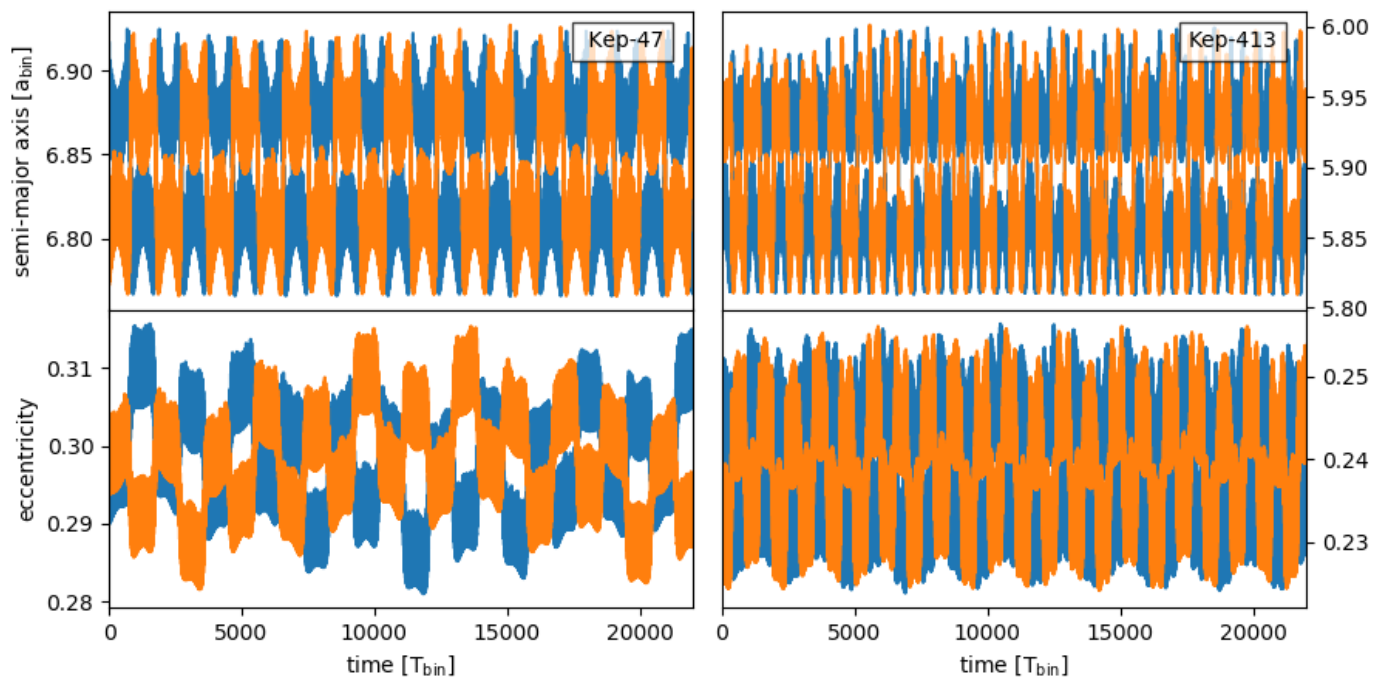 Kep-47
Kep-413
semi-major axis [a_bin]
6.90
6.85
6.80
6.00
5.95
5.90
5.85
5.80
eccentricity
0.31
0.30
0.29
0.28
0.25
0.24
0.23
0 5000 10000 15000 20000
0 5000 10000 15000 20000
time [T_bin]
time [T_bin]